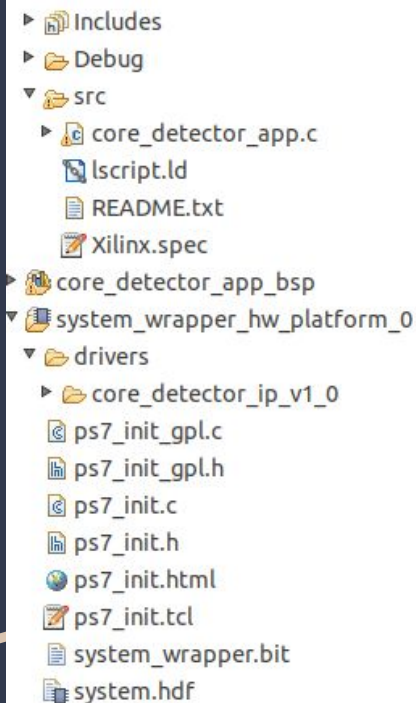 Includes
Debug
src
core_detector_app.c
lscript.ld
README.txt
Xilinx.spec
core_detector_app_bsp
system_wrapper_hw_platform_0
drivers
core_detector_ip_v1_0
ps7_init_gpl.c
ps7_init_gpl.h
ps7_init.c
ps7_init.h
ps7_init.html
ps7_init.tcl
system_wrapper.bit
system.hdf